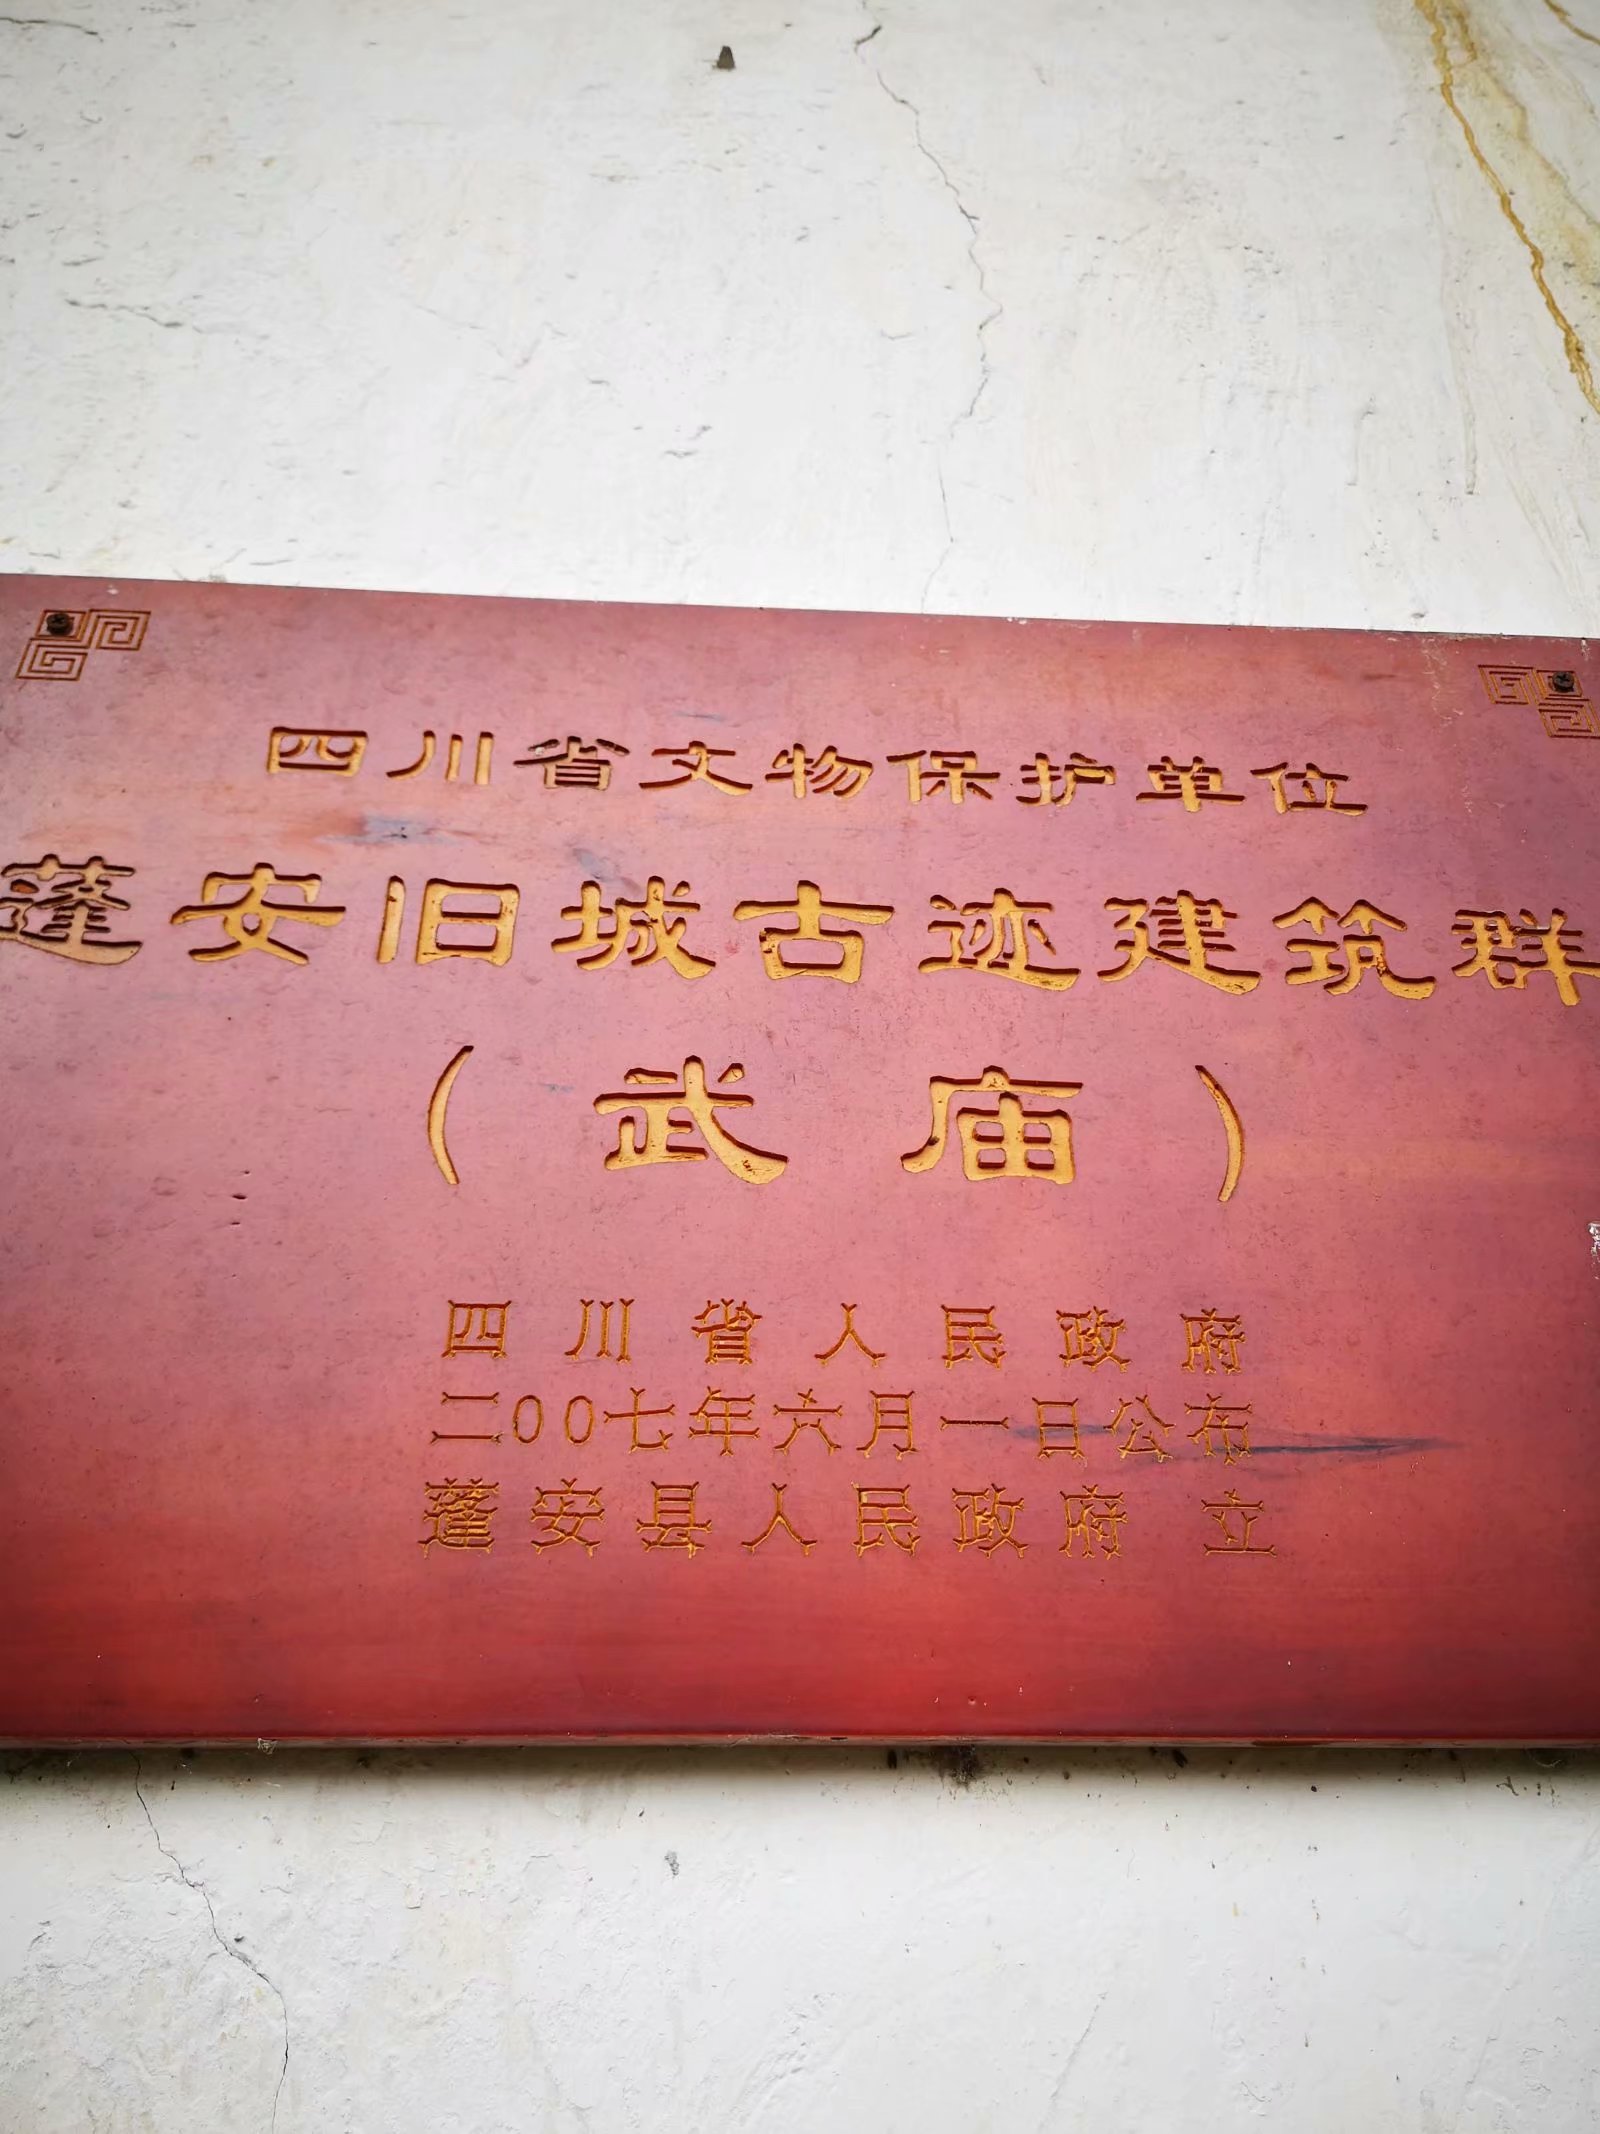 四川省文物保护单位
蓬安旧城古迹建筑群
（武庙）
四川省人民政府
二00七年六月一日公布
蓬安县人民政府 立